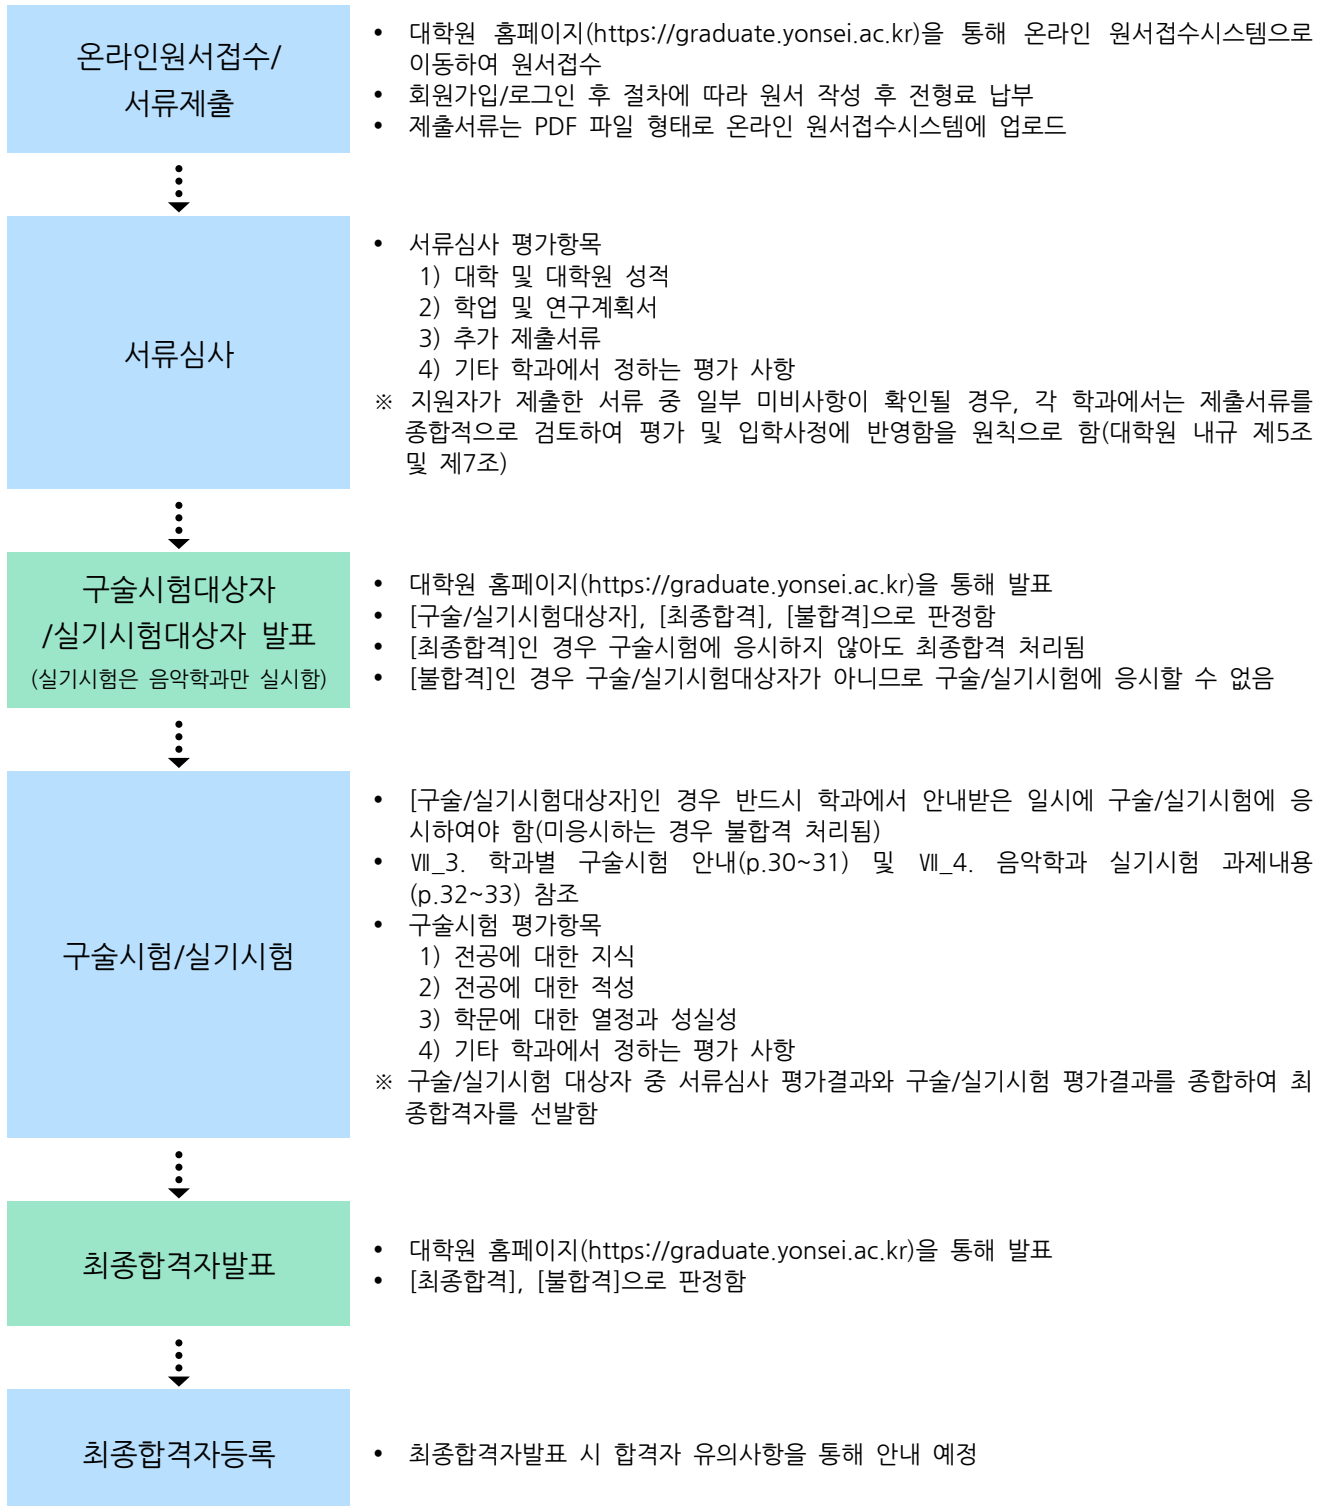 온라인원서접수/
서류제출
• 대학원 홈페이지(https://graduate.yonsei.ac.kr)을 통해 온라인 원서접수시스템으로
이동하여 원서접수
• 회원가입/로그인 후 절차에 따라 원서 작성 후 전형료 납부
• 제출서류는 PDF 파일 형태로 온라인 원서접수시스템에 업로드
서류심사
• 서류심사 평가항목
1) 대학 및 대학원 성적
2) 학업 및 연구계획서
3) 추가 제출서류
4) 기타 학과에서 정하는 평가 사항
※ 지원자가 제출한 서류 중 일부 미비사항이 확인될 경우, 각 학과에서는 제출서류를
종합적으로 검토하여 평가 및 입학사정에 반영함을 원칙으로 함(대학원 내규 제5조
및 제7조)
구술시험대상자
/실기시험대상자 발표
(실기시험은 음악학과만 실시함)
• 대학원 홈페이지(https://graduate.yonsei.ac.kr)을 통해 발표
• [구술/실기시험대상자], [최종합격], [불합격]으로 판정함
• [최종합격]인 경우 구술시험에 응시하지 않아도 최종합격 처리됨
• [불합격]인 경우 구술/실기시험대상자가 아니므로 구술/실기시험에 응시할 수 없음
구술시험/실기시험
• [구술/실기시험대상자]인 경우 반드시 학과에서 안내받은 일시에 구술/실기시험에 응
시하여야 함(미응시하는 경우 불합격 처리됨)
• Ⅶ_3. 학과별 구술시험 안내(p.30~31) 및 Ⅶ_4. 음악학과 실기시험 과제내용
(p.32~33) 참조
• 구술시험 평가항목
1) 전공에 대한 지식
2) 전공에 대한 적성
3) 학문에 대한 열정과 성실성
4) 기타 학과에서 정하는 평가 사항
※ 구술/실기시험 대상자 중 서류심사 평가결과와 구술/실기시험 평가결과를 종합하여 최
종합격자를 선발함
최종합격자발표
• 대학원 홈페이지(https://graduate.yonsei.ac.kr)을 통해 발표
• [최종합격], [불합격]으로 판정함
최종합격자등록
• 최종합격자발표 시 합격자 유의사항을 통해 안내 예정